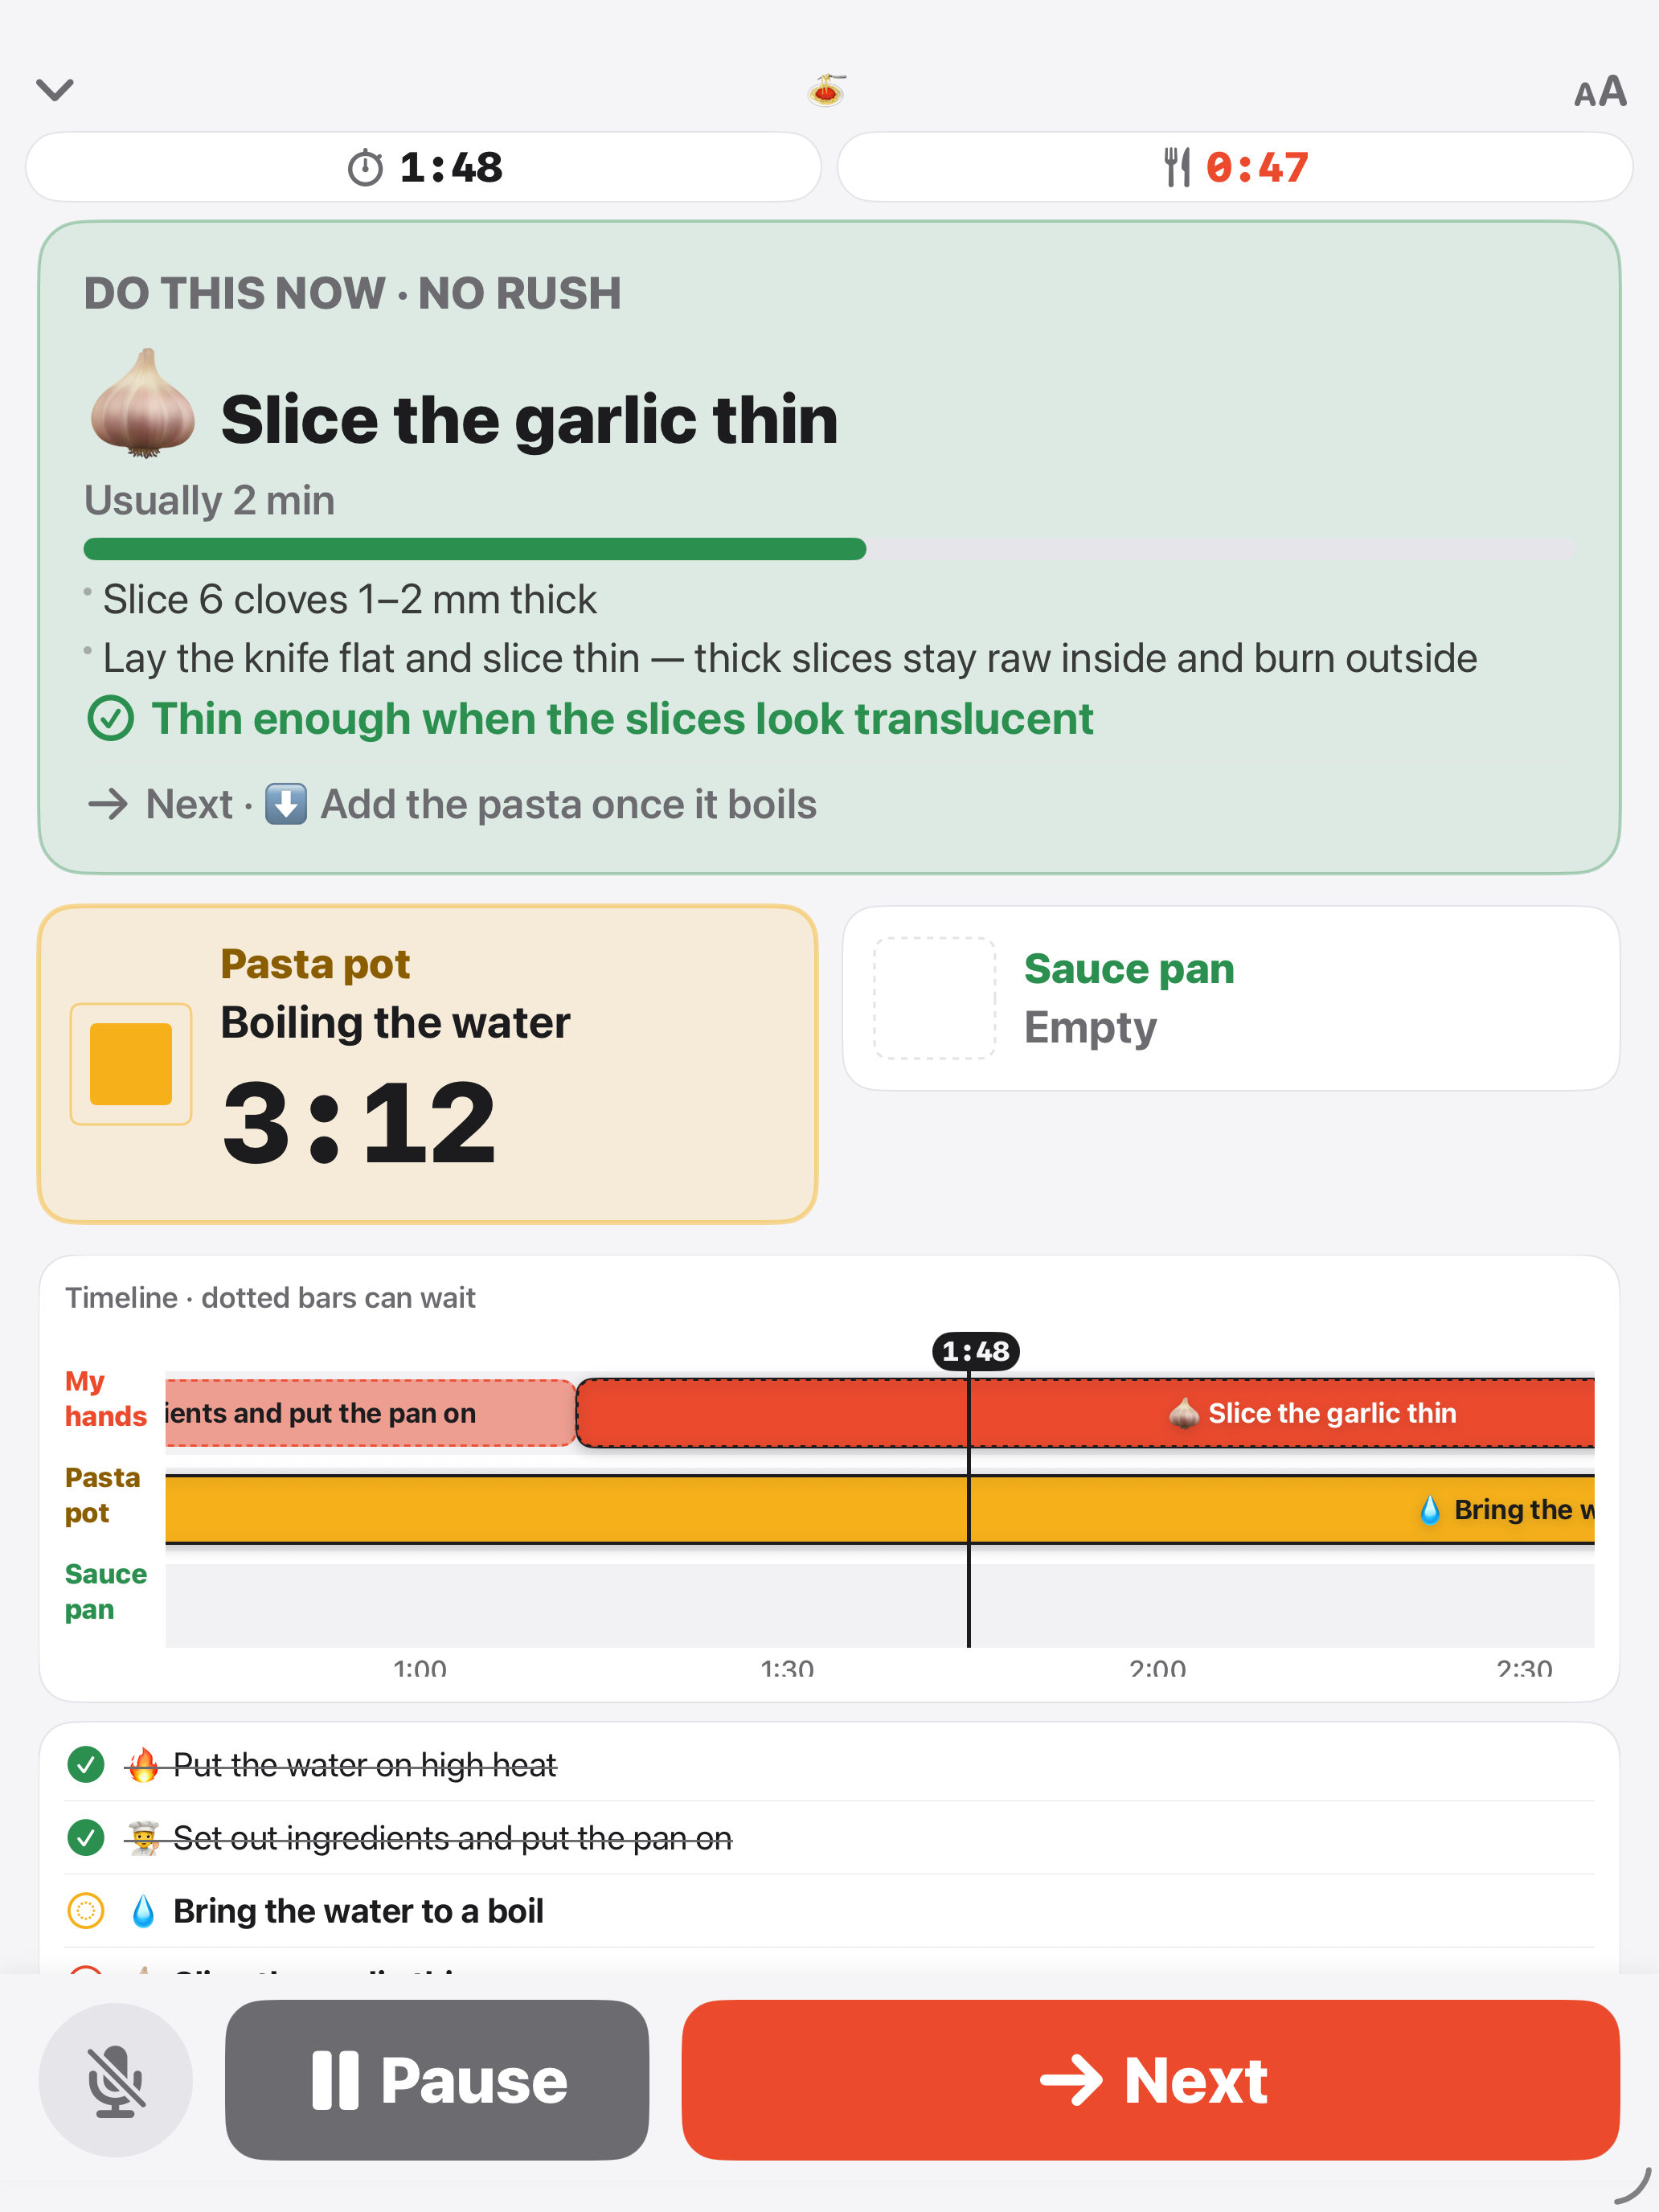 AA
1:48
0:47
DO THIS NOW · NO RUSH
Slice the garlic thin
Usually 2 min
Slice 6 cloves 1–2 mm thick
Lay the knife flat and slice thin — thick slices stay raw inside and burn outside
Thin enough when the slices look translucent
→ Next · ⬇️ Add the pasta once it boils
Pasta pot
Boiling the water
3:12
Sauce pan
Empty
Timeline · dotted bars can wait
1:48
My
hands
ients and put the pan on
Slice the garlic thin
Pasta
pot
Bring the
Sauce
pan
1:00
1:30
2:00
2:30
Put the water on high heat
Set out ingredients and put the pan on
Bring the water to a boil
Pause
→ Next